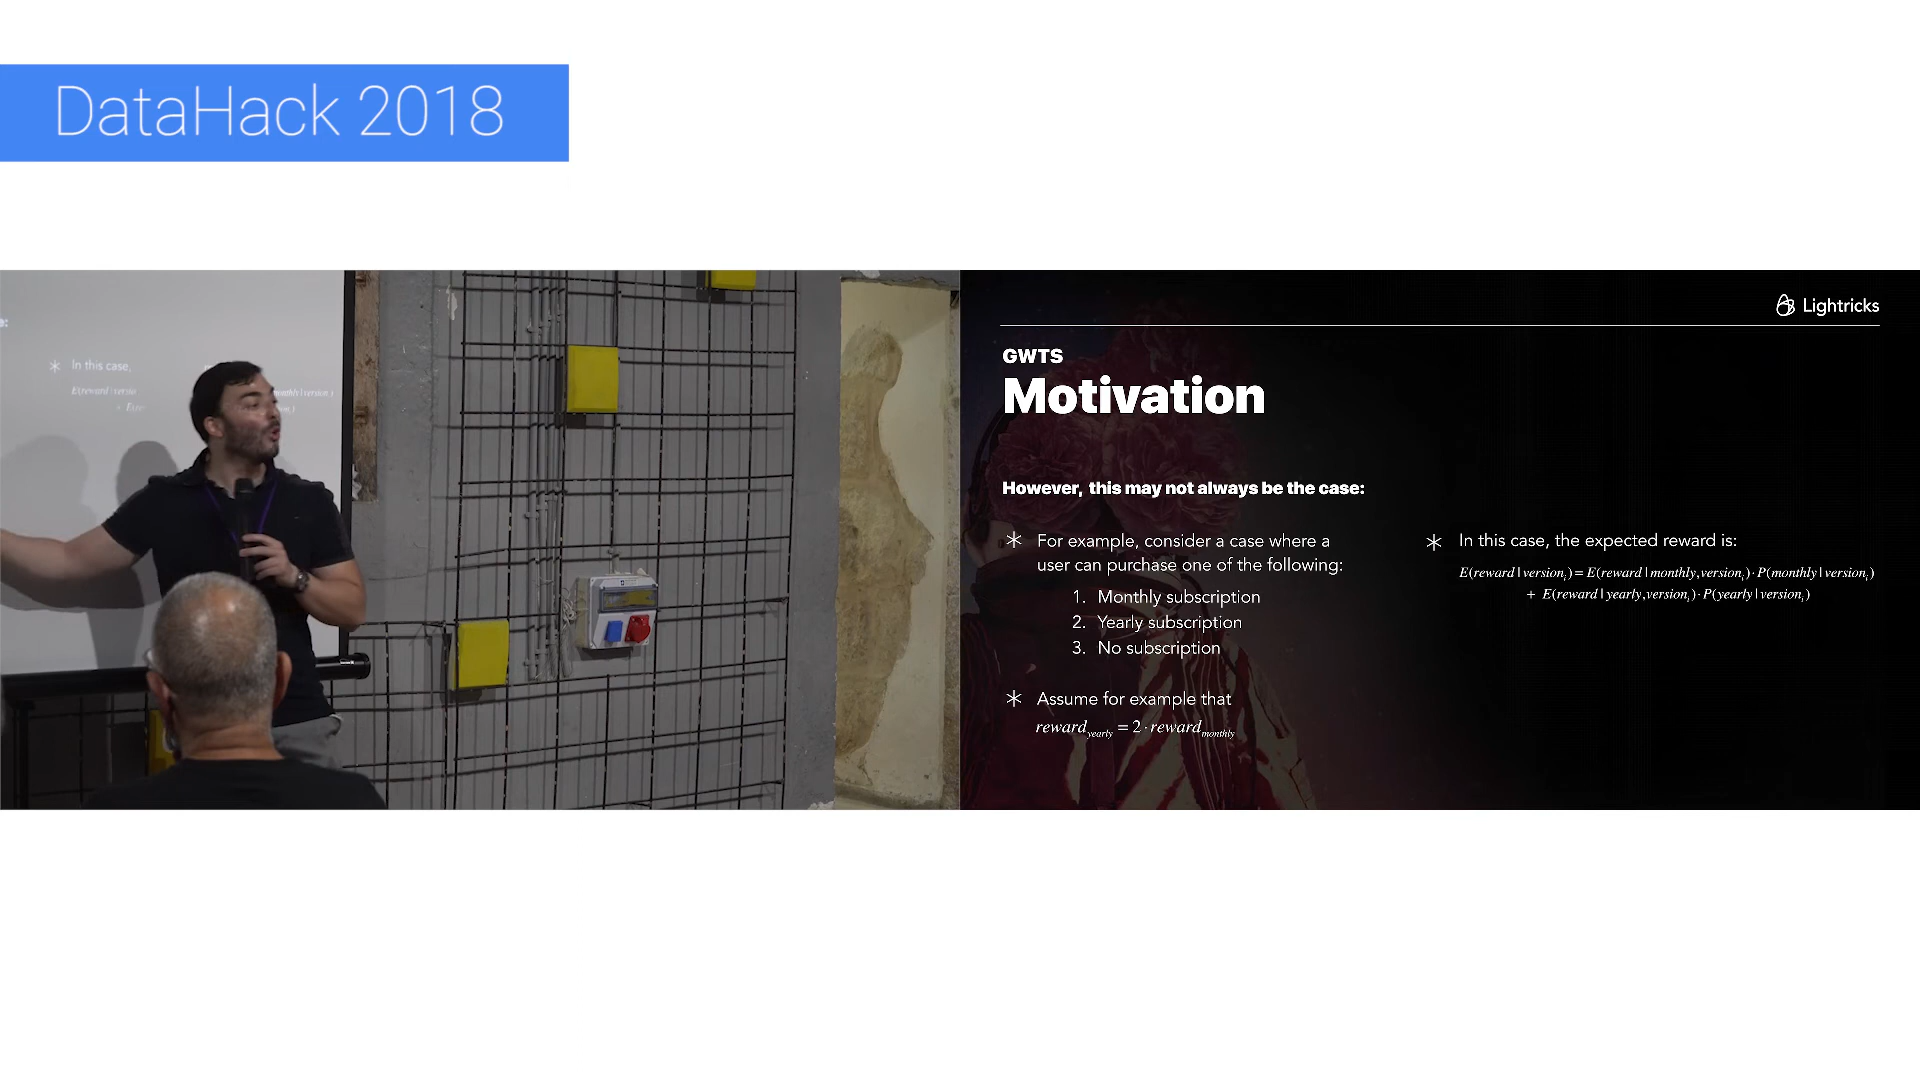 DataHack 2018
e:
In this case,
Lightricks
GWTS
Motivation
However, this may not always be the case:
For example, consider a case where a
user can purchase one of the following:
1. Monthly subscription
2. Yearly subscription
3. No subscription
Assume for example that
reward_yearly = 2 · reward_monthly
In this case, the expected reward is:
E(reward | version_i) = E(reward | monthly,version_i) · P(monthly | version_i)
+ E(reward | yearly,version_i) · P(yearly | version_i)